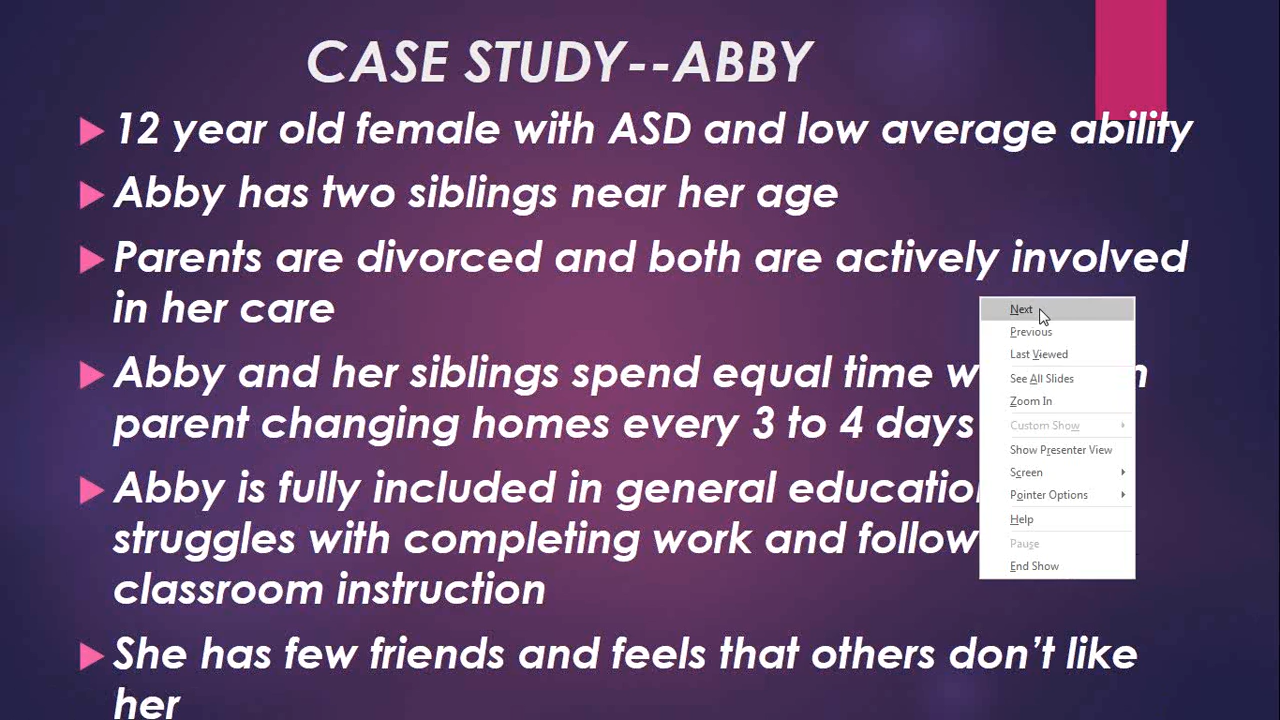 CASE STUDY--ABBY
12 year old female with ASD and low average ability
Abby has two siblings near her age
Parents are divorced and both are actively involved
in her care
Abby and her siblings spend equal time
parent changing homes every 3 to 4 days
Abby is fully included in general
struggles with completing work and
classroom instruction
She has few friends and feels that others don’t like
her
Next
Previous
Last Viewed
See All Slides
Zoom In
Custom Show
Show Presenter View
Screen
Pointer Options
Help
Pause
End Show